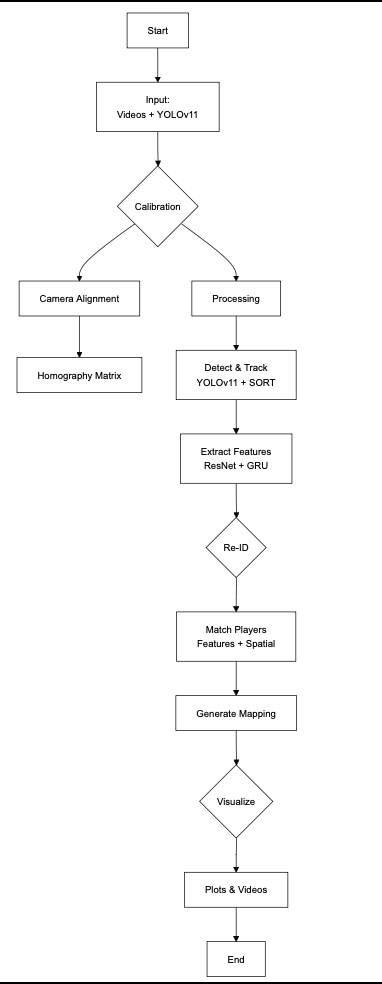 Start
Input:
Videos + YOLOv11
Calibration
Camera Alignment
Processing
Homography Matrix
Detect & Track
YOLOv11 + SORT
Extract Features
ResNet + GRU
Re-ID
Match Players
Features + Spatial
Generate Mapping
Visualize
Plots & Videos
End